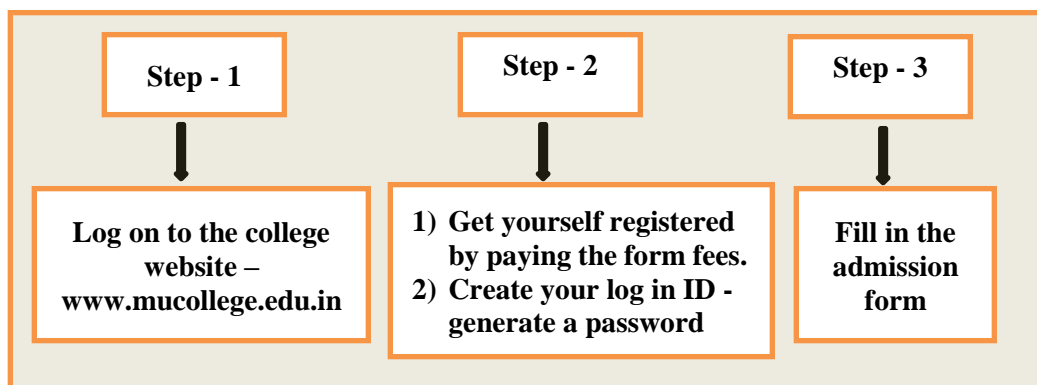 Step - 1
Log on to the college
website –
www.mucollege.edu.in
Step - 2
1) Get yourself registered
by paying the form fees.
2) Create your log in ID -
generate a password
Step - 3
Fill in the
admission
form